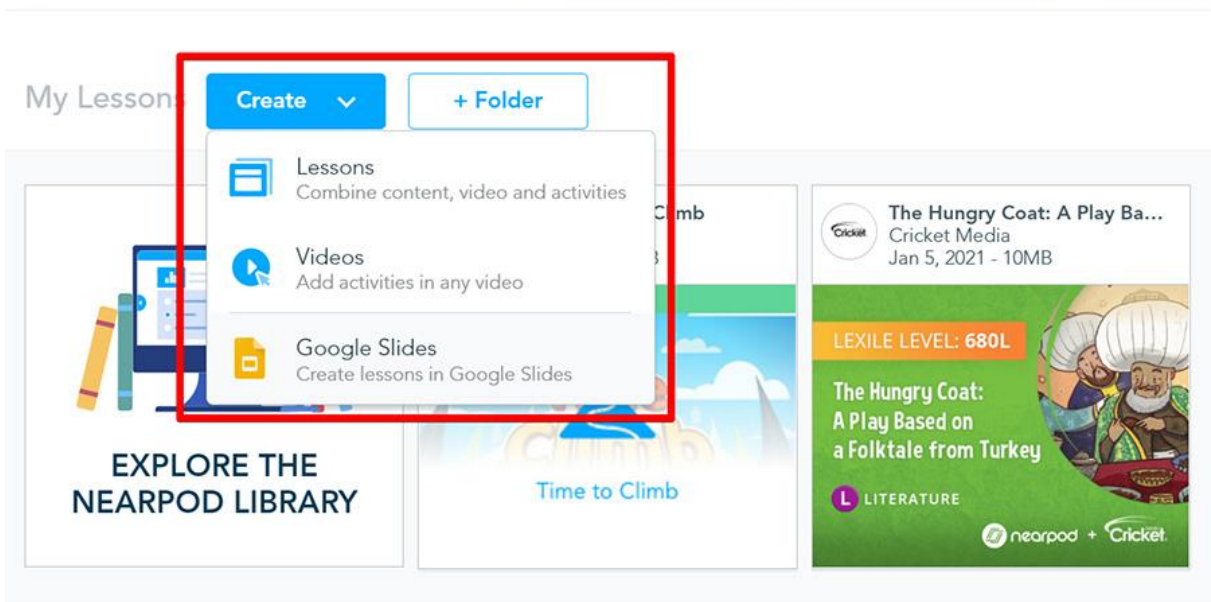 My Lessons
Create
+ Folder
Lessons
Combine content, video and activities
Videos
Add activities in any video
Google Slides
Create lessons in Google Slides
EXPLORE THE
NEARPOD LIBRARY
Climb
Time to Climb
Cricket
The Hungry Coat: A Play Ba...
Cricket Media
Jan 5, 2021 - 10MB
LEXILE LEVEL: 680L
The Hungry Coat:
A Play Based on
a Folktale from Turkey
L LITERATURE
nearpod + Cricket